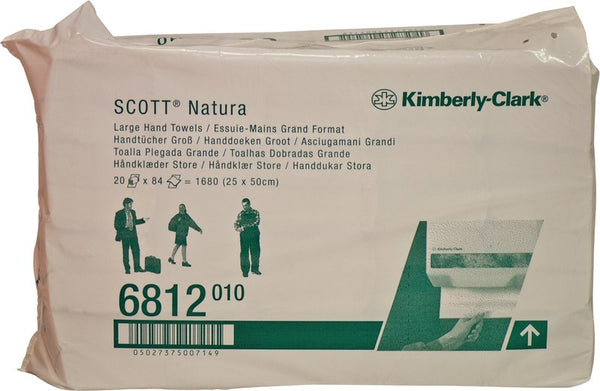 SCOTT® Natura
Kimberly-Clark®
Large Hand Towels / Essuie-Mains Grand Format
Handtücher Groß / Handdoeken Groot / Asciugamani Grandi
Toalla Plegada Grande / Toalhas Dobradas Grande
Håndklæder Store / Håndklær Store / Handdukar Stora
20 x 84 = 1680 (25 x 50cm)
Kimberly-Clark
6812 010
05027375007149